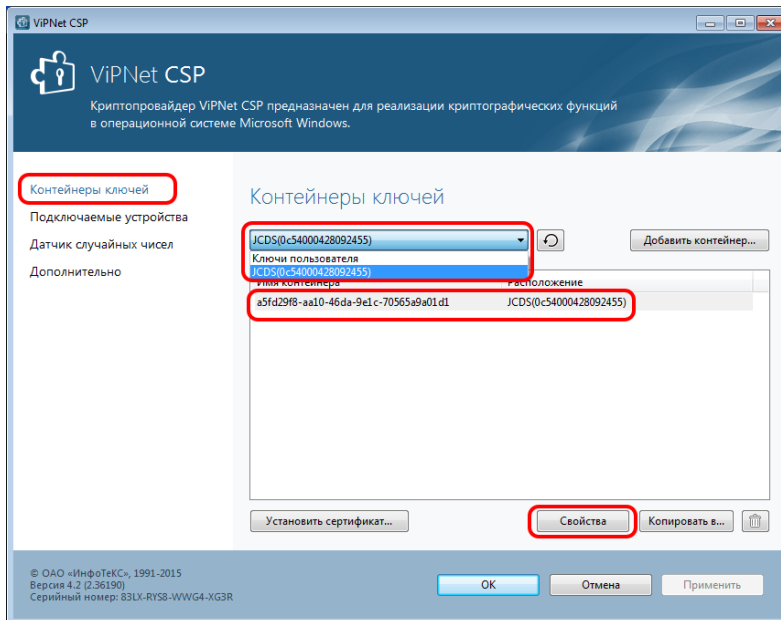 ViPNet CSP
ViPNet CSP
Криптопровайдер ViPNet CSP предназначен для реализации криптографических функций
в операционной системе Microsoft Windows.
Контейнеры ключей
Подключаемые устройства
Датчик случайных чисел
Дополнительно
Контейнеры ключей
JCDS(0c54000428092455)
Добавить контейнер...
Ключи пользователя
JCDS(0c54000428092455)
Имя контейнера Расположение
a5fd29f8-aa10-46da-9e1c-70565a9a01d1 JCDS(0c54000428092455)
Установить сертификат...
Свойства
Копировать в...
© ОАО «ИнфоТеКС», 1991-2015
Версия 4.2 (2.36190)
Серийный номер: 83LX-RYS8-WWG4-XG3R
OK
Отмена
Применить